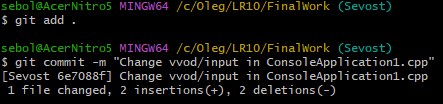 sebol@AcerNitro5 MINGW64 /c/Oleg/LR10/FinalWork (Sevost)
$ git add .
sebol@AcerNitro5 MINGW64 /c/Oleg/LR10/FinalWork (Sevost)
$ git commit -m "Change vvod/input in ConsoleApplication1.cpp"
[Sevost 6e7088f] Change vvod/input in ConsoleApplication1.cpp
 1 file changed, 2 insertions(+), 2 deletions(-)